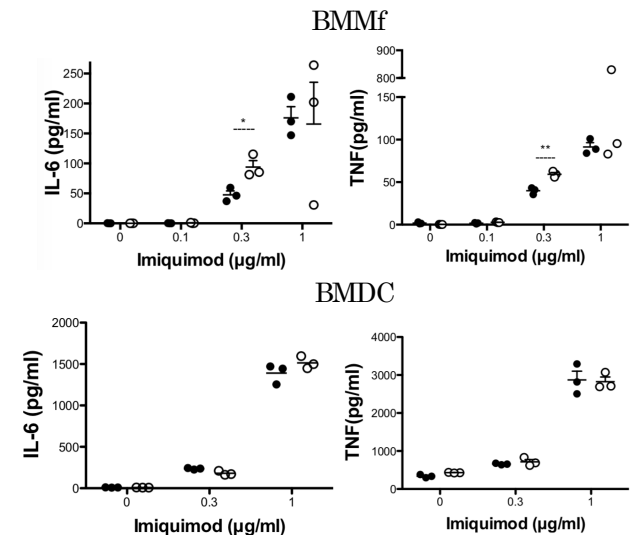 BMMf
IL-6 (pg/ml)
250
200
150
100
50
0
*
0 0.1 0.3 1
Imiquimod (µg/ml)
TNF(pg/ml)
900
800
150
100
50
0
**
0 0.1 0.3 1
Imiquimod (µg/ml)
BMDC
IL-6 (pg/ml)
2000
1500
1000
500
0
0 0.3 1
Imiquimod (µg/ml)
TNF(pg/ml)
4000
3000
2000
1000
0
0 0.3 1
Imiquimod (µg/ml)